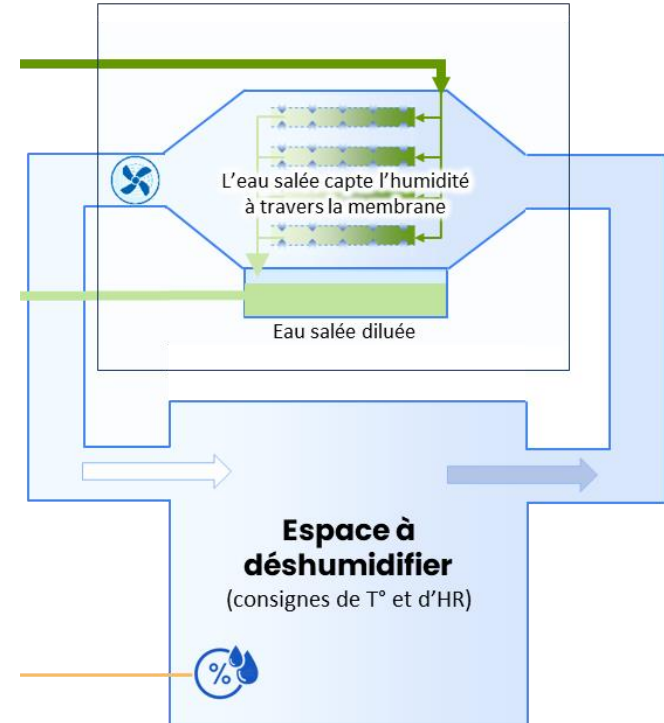 L’eau salée capte l’humidité
à travers la membrane
Eau salée diluée
Espace à
déshumidifier
(consignes de T° et d’HR)
%